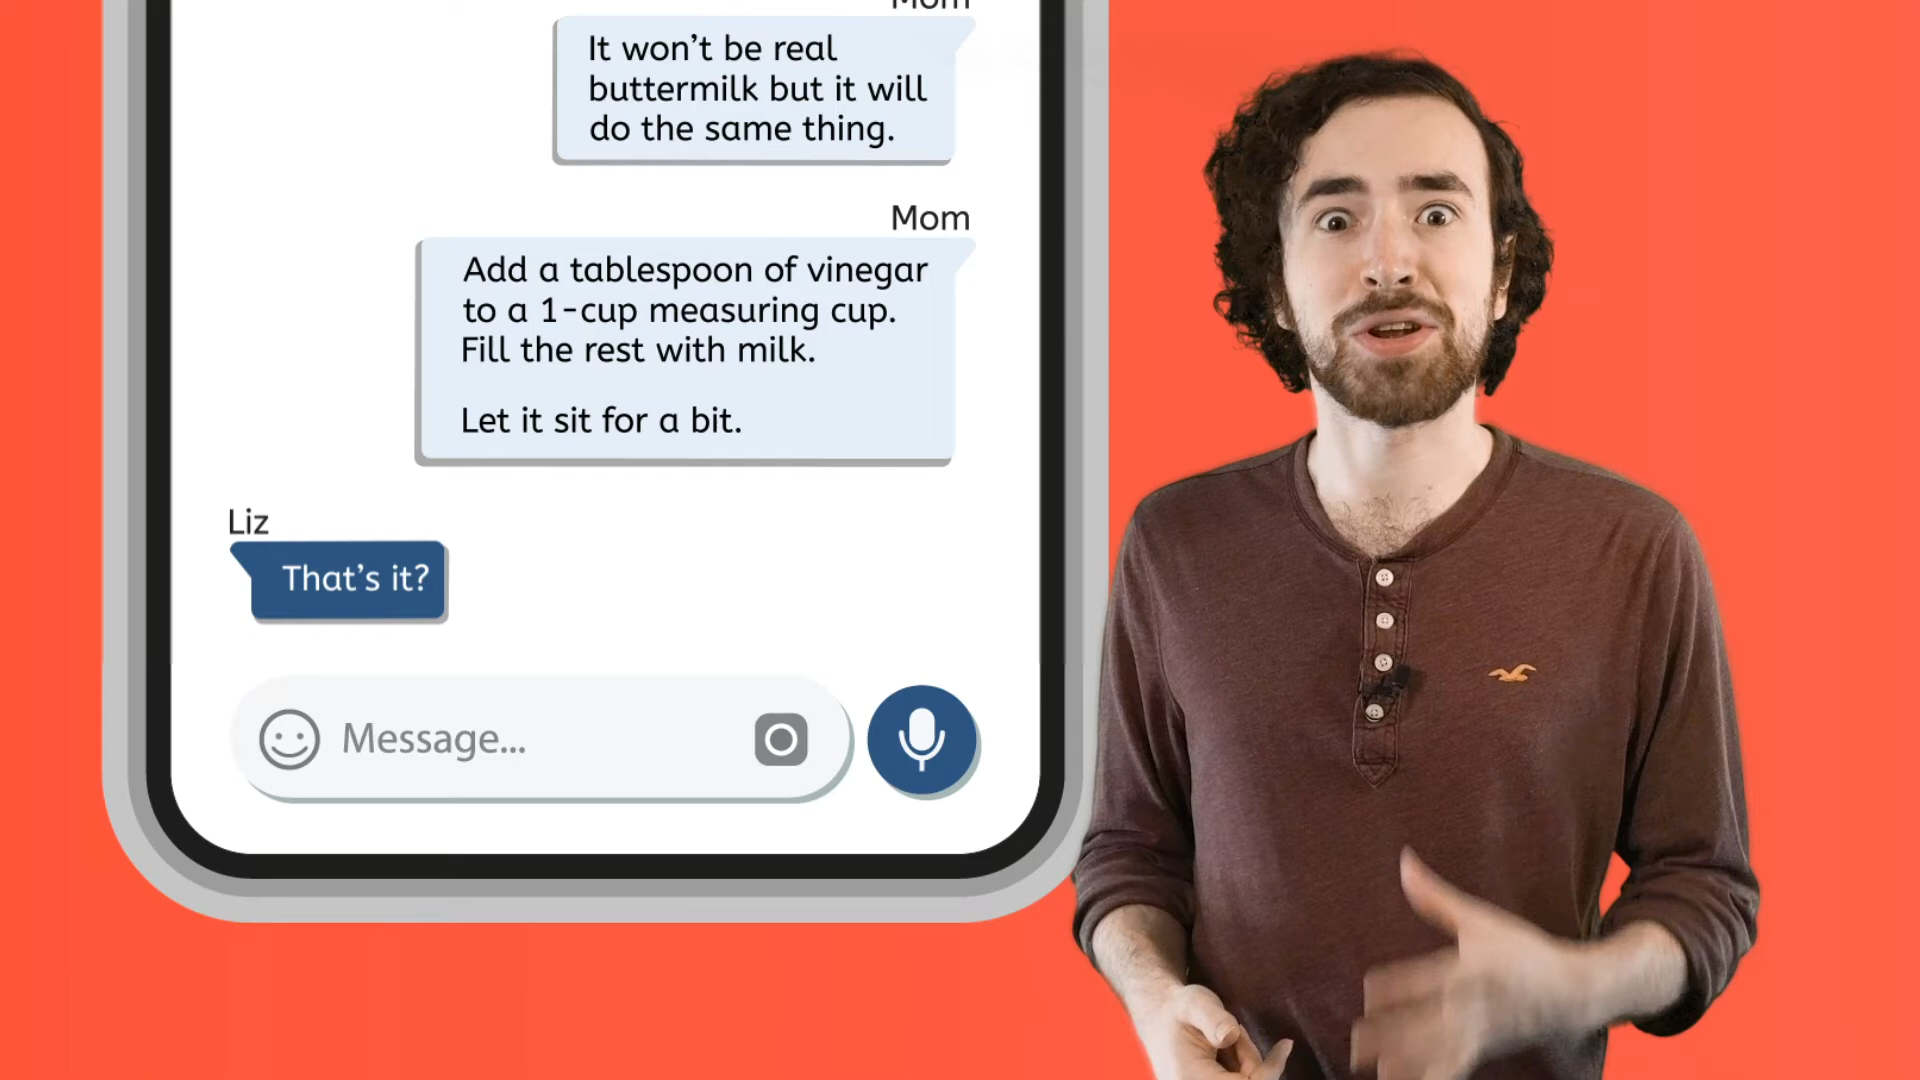 Mom
It won’t be real
buttermilk but it will
do the same thing.
Mom
Add a tablespoon of vinegar
to a 1-cup measuring cup.
Fill the rest with milk.
Let it sit for a bit.
Liz
That’s it?
Message...